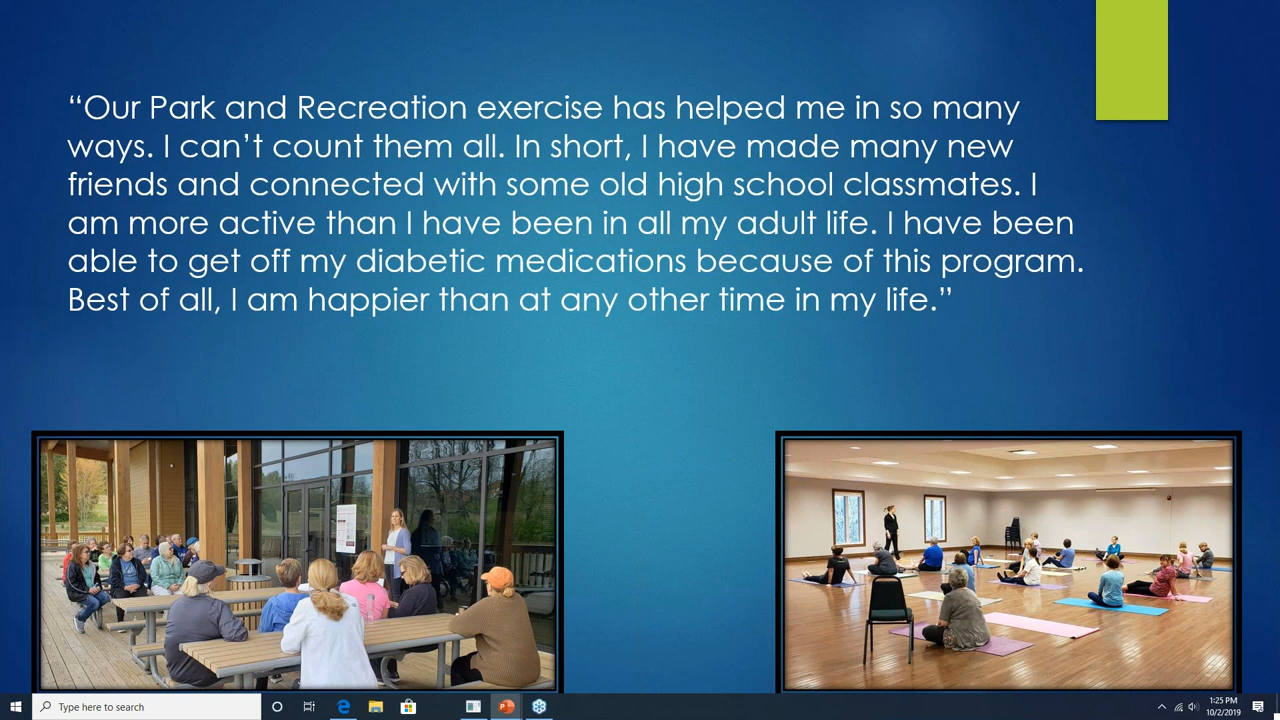 “Our Park and Recreation exercise has helped me in so many
ways. I can’t count them all. In short, I have made many new
friends and connected with some old high school classmates. I
am more active than I have been in all my adult life. I have been
able to get off my diabetic medications because of this program.
Best of all, I am happier than at any other time in my life.”
Type here to search
1:25 PM
10/2/2019